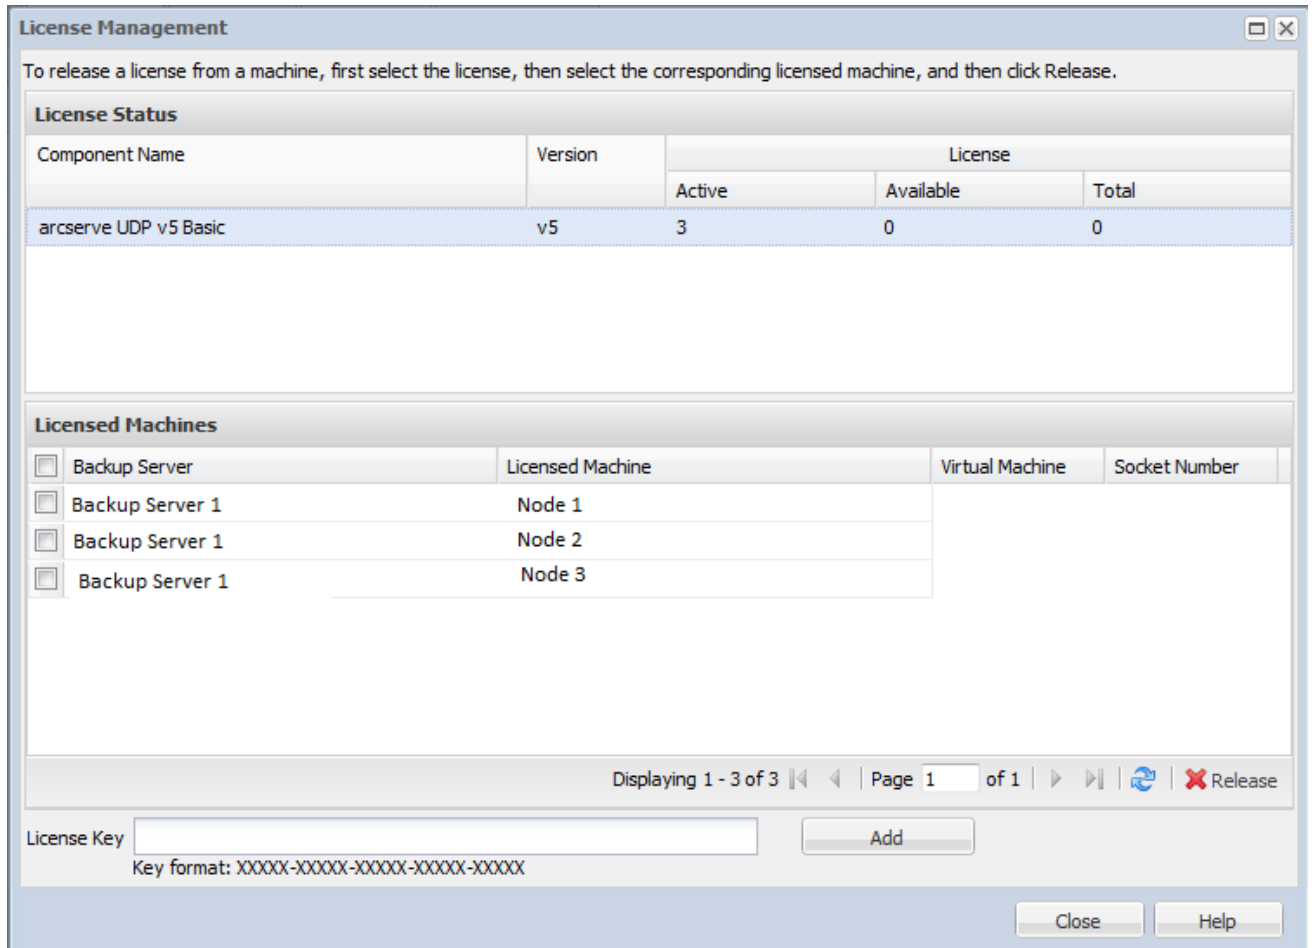 License Management
To release a license from a machine, first select the license, then select the corresponding licensed machine, and then click Release.
License Status
Component Name Version License
Active Available Total
arcserve UDP v5 Basic v5 3 0 0
Licensed Machines
Backup Server Licensed Machine Virtual Machine Socket Number
Backup Server 1 Node 1
Backup Server 1 Node 2
Backup Server 1 Node 3
Displaying 1 - 3 of 3 Page 1 of 1 Release
License Key Add
Key format: XXXXX-XXXXX-XXXXX-XXXXX-XXXXX
Close Help